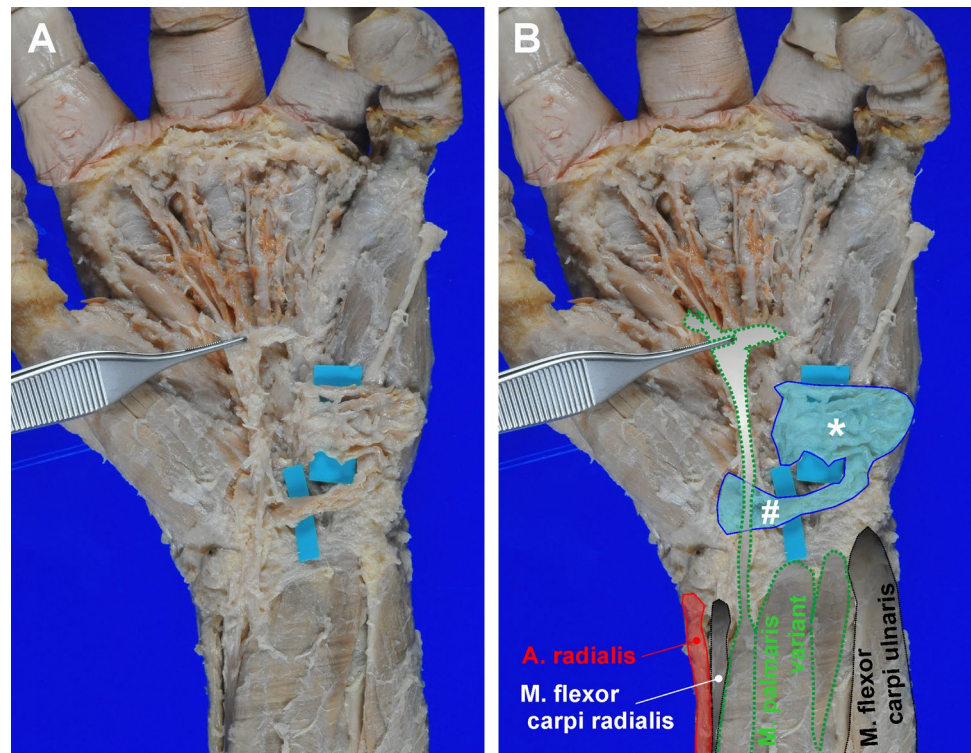 A
B
*
#
A. radialis
M. flexor
carpi radialis
M. palmaris
variant
M. flexor
carpi ulnaris